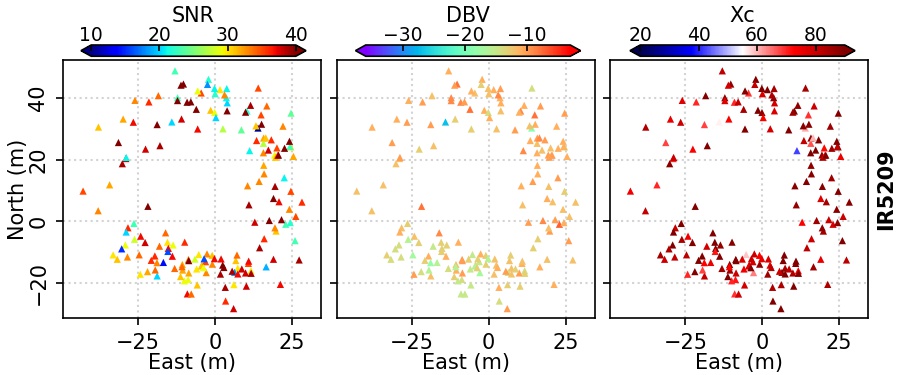 SNR DBV Xc
10 20 30 40 −30 −20 −10 20 40 60 80
40
20
0
−20
North (m)
IR5209
−25 0 25 −25 0 25 −25 0 25
East (m) East (m) East (m)